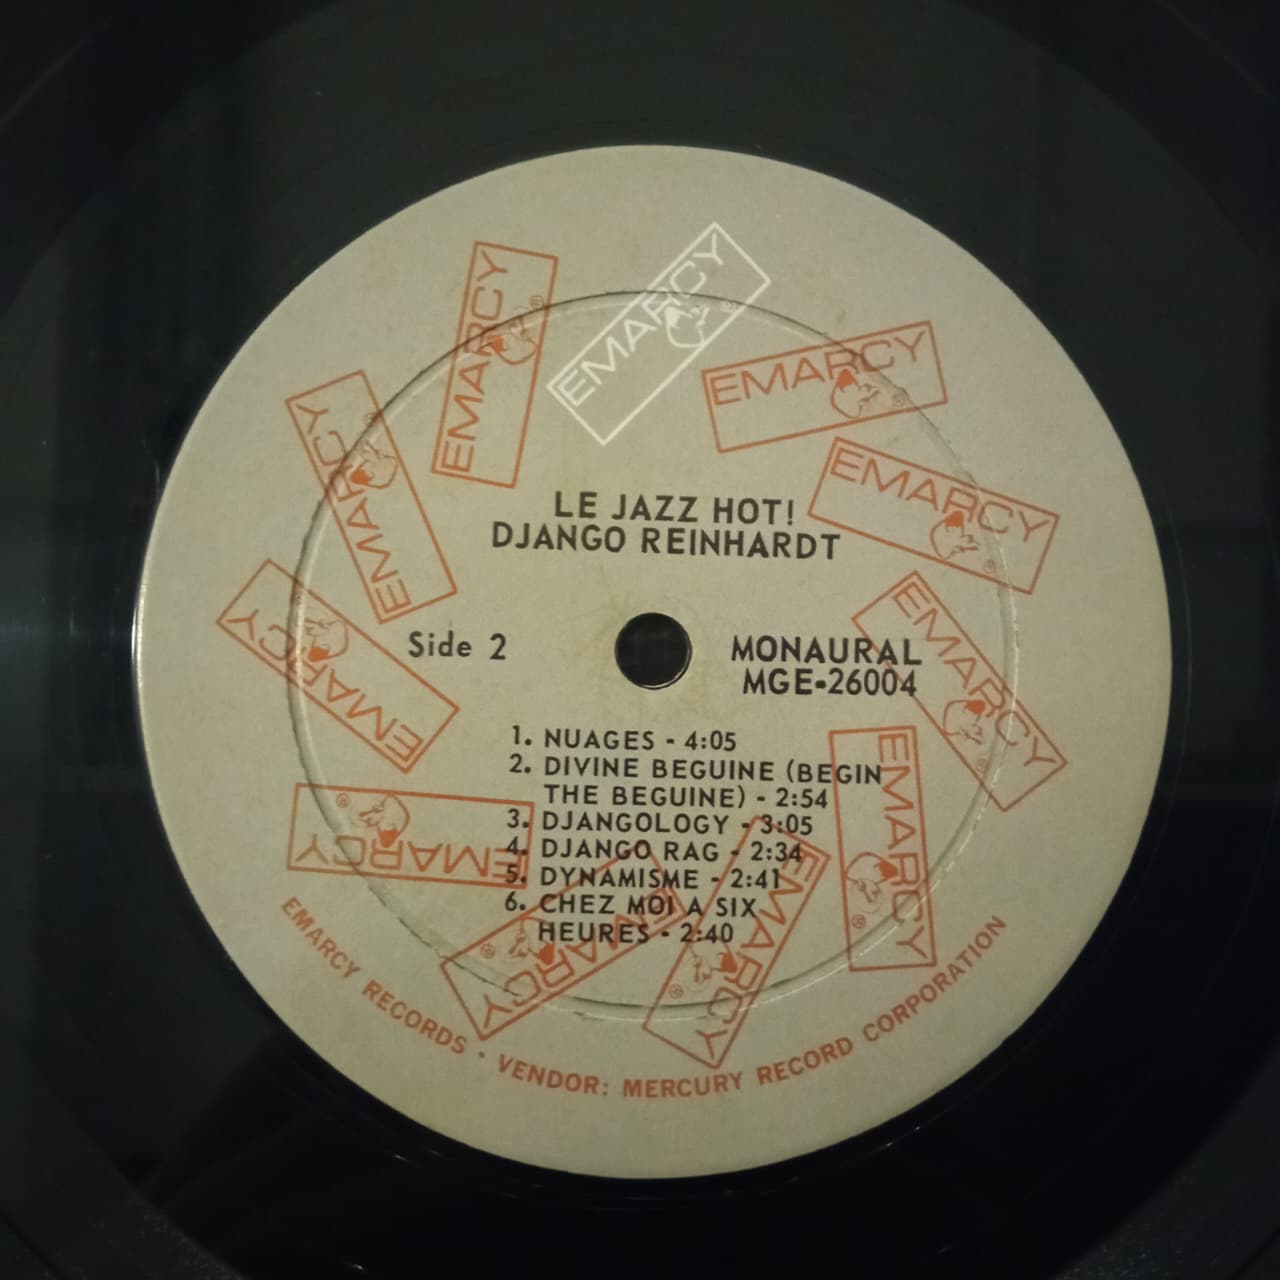 EMARCY
EMARCY
EMARCY
EMARCY
EMARCY
LE JAZZ HOT!
DJANGO REINHARDT
EMARCY
EMARCY
Side 2
MONAURAL
MGE-26004
1. NUAGES - 4:05
2. DIVINE BEGUINE (BEGIN
THE BEGUINE) - 2:54
3. DJANGOLOGY - 3:05
4. DJANGO RAG - 2:34
5. DYNAMISME - 2:41
6. CHEZ MOI A SIX
HEURES - 2:40
EMARCY
EMARCY
EMARCY
EMARCY
EMARCY RECORDS · VENDOR: MERCURY RECORD CORPORATION